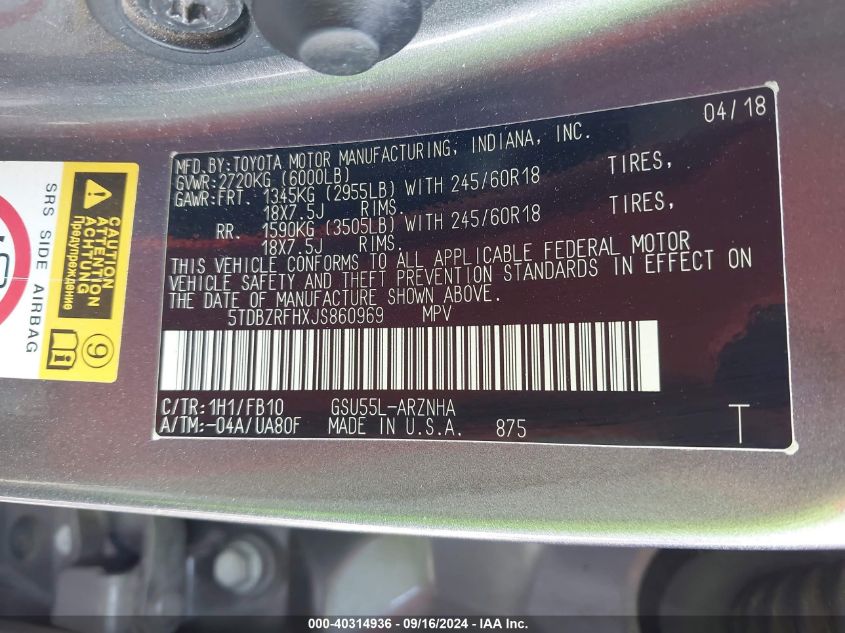 04/18
MFD.BY:TOYOTA MOTOR MANUFACTURING, INDIANA, INC.
GVWR:2720KG (6000LB)
GAWR:FRT. 1345KG (2955LB) WITH 245/60R18 TIRES,
18X7.5J RIMS.
RR. 1590KG (3505LB) WITH 245/60R18 TIRES,
18X7.5J RIMS.
THIS VEHICLE CONFORMS TO ALL APPLICABLE FEDERAL MOTOR
VEHICLE SAFETY AND THEFT PREVENTION STANDARDS IN EFFECT ON
THE DATE OF MANUFACTURE SHOWN ABOVE.
5TDBZRFHXJS860969 MPV
C/TR: 1H1/FB10 GSU55L-ARZNHA
A/TM:-04A/UA80F MADE IN U.S.A. 875 T
SRS SIDE AIRBAG
CAUTION
ATTENTION
ACHTUNG
Предупреждение
9
000-40314936 - 09/16/2024 - IAA Inc.